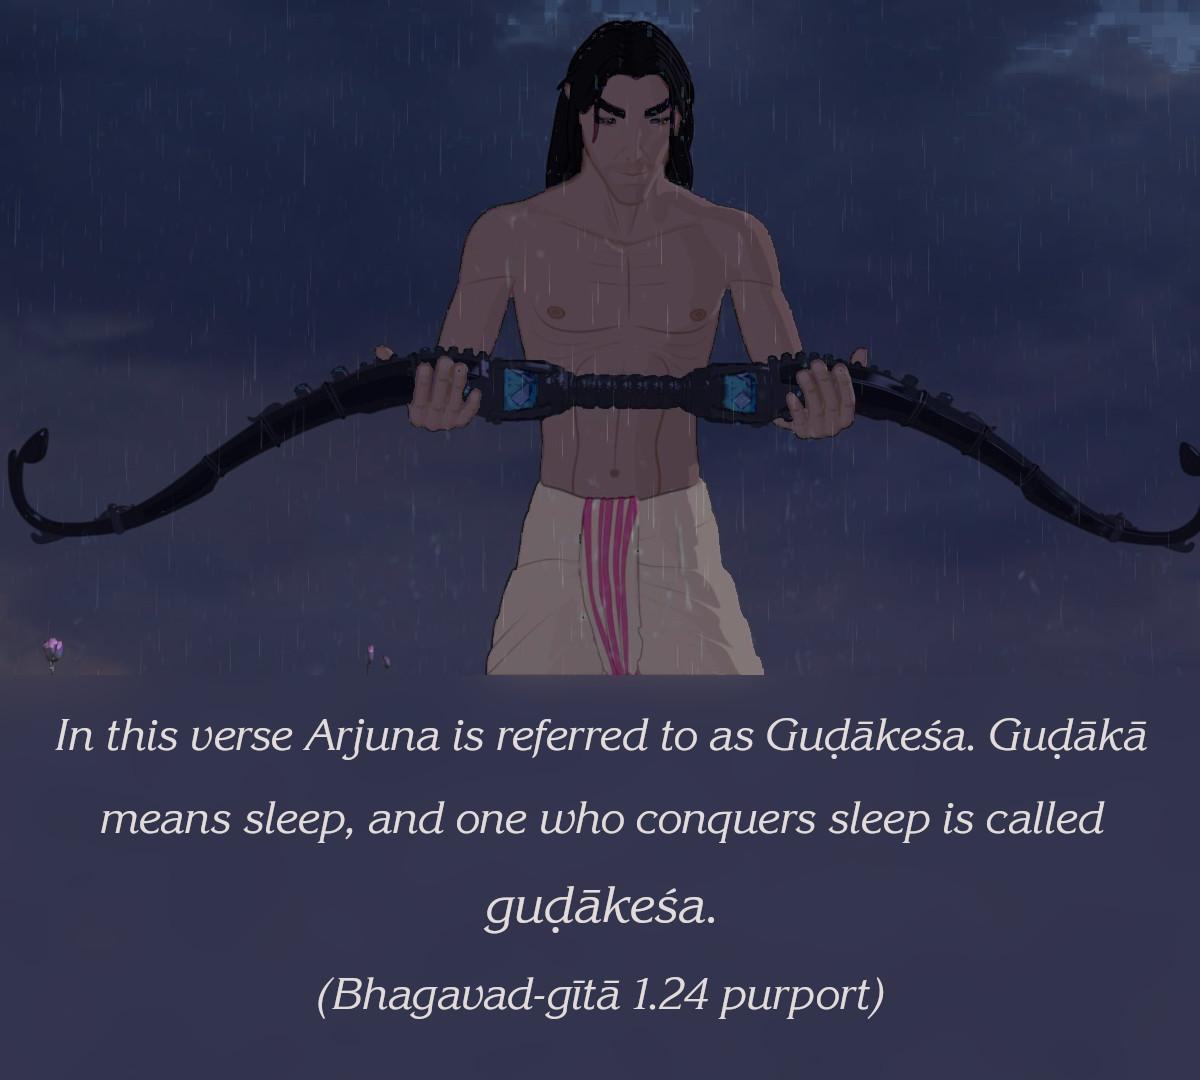 In this verse Arjuna is referred to as Guḍākeśa. Guḍākā
means sleep, and one who conquers sleep is called
guḍākeśa.
(Bhagavad-gītā 1.24 purport)